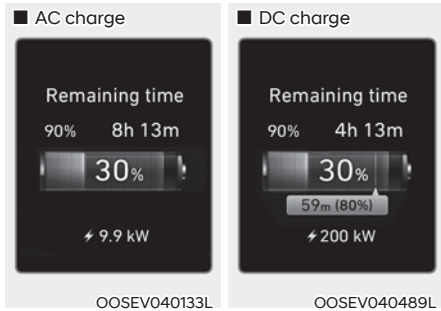 ■ AC charge
Remaining time
90% 8h 13m
30%
⚡ 9.9 kW
OOSEV040133L
■ DC charge
Remaining time
90% 4h 13m
30%
59m (80%)
⚡ 200 kW
OOSEV040489L